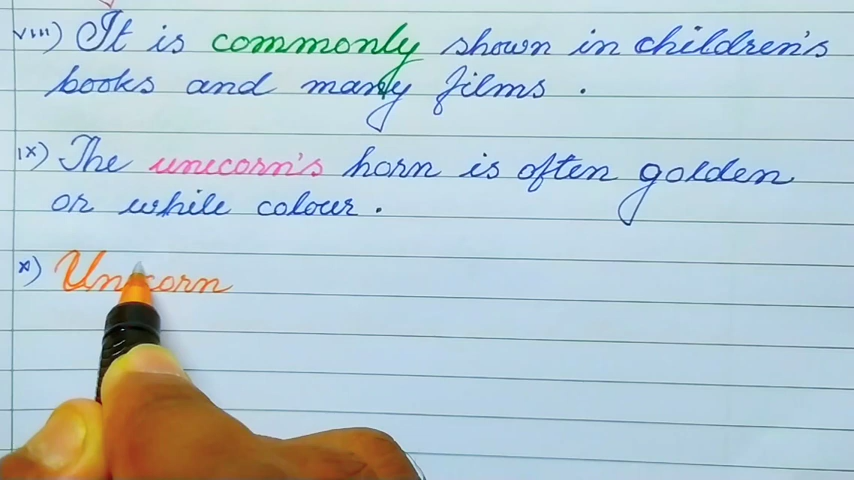 viii) It is commonly shown in children's
books and many films .
ix) The unicorn's horn is often golden
or while colour .
x) Unicorn